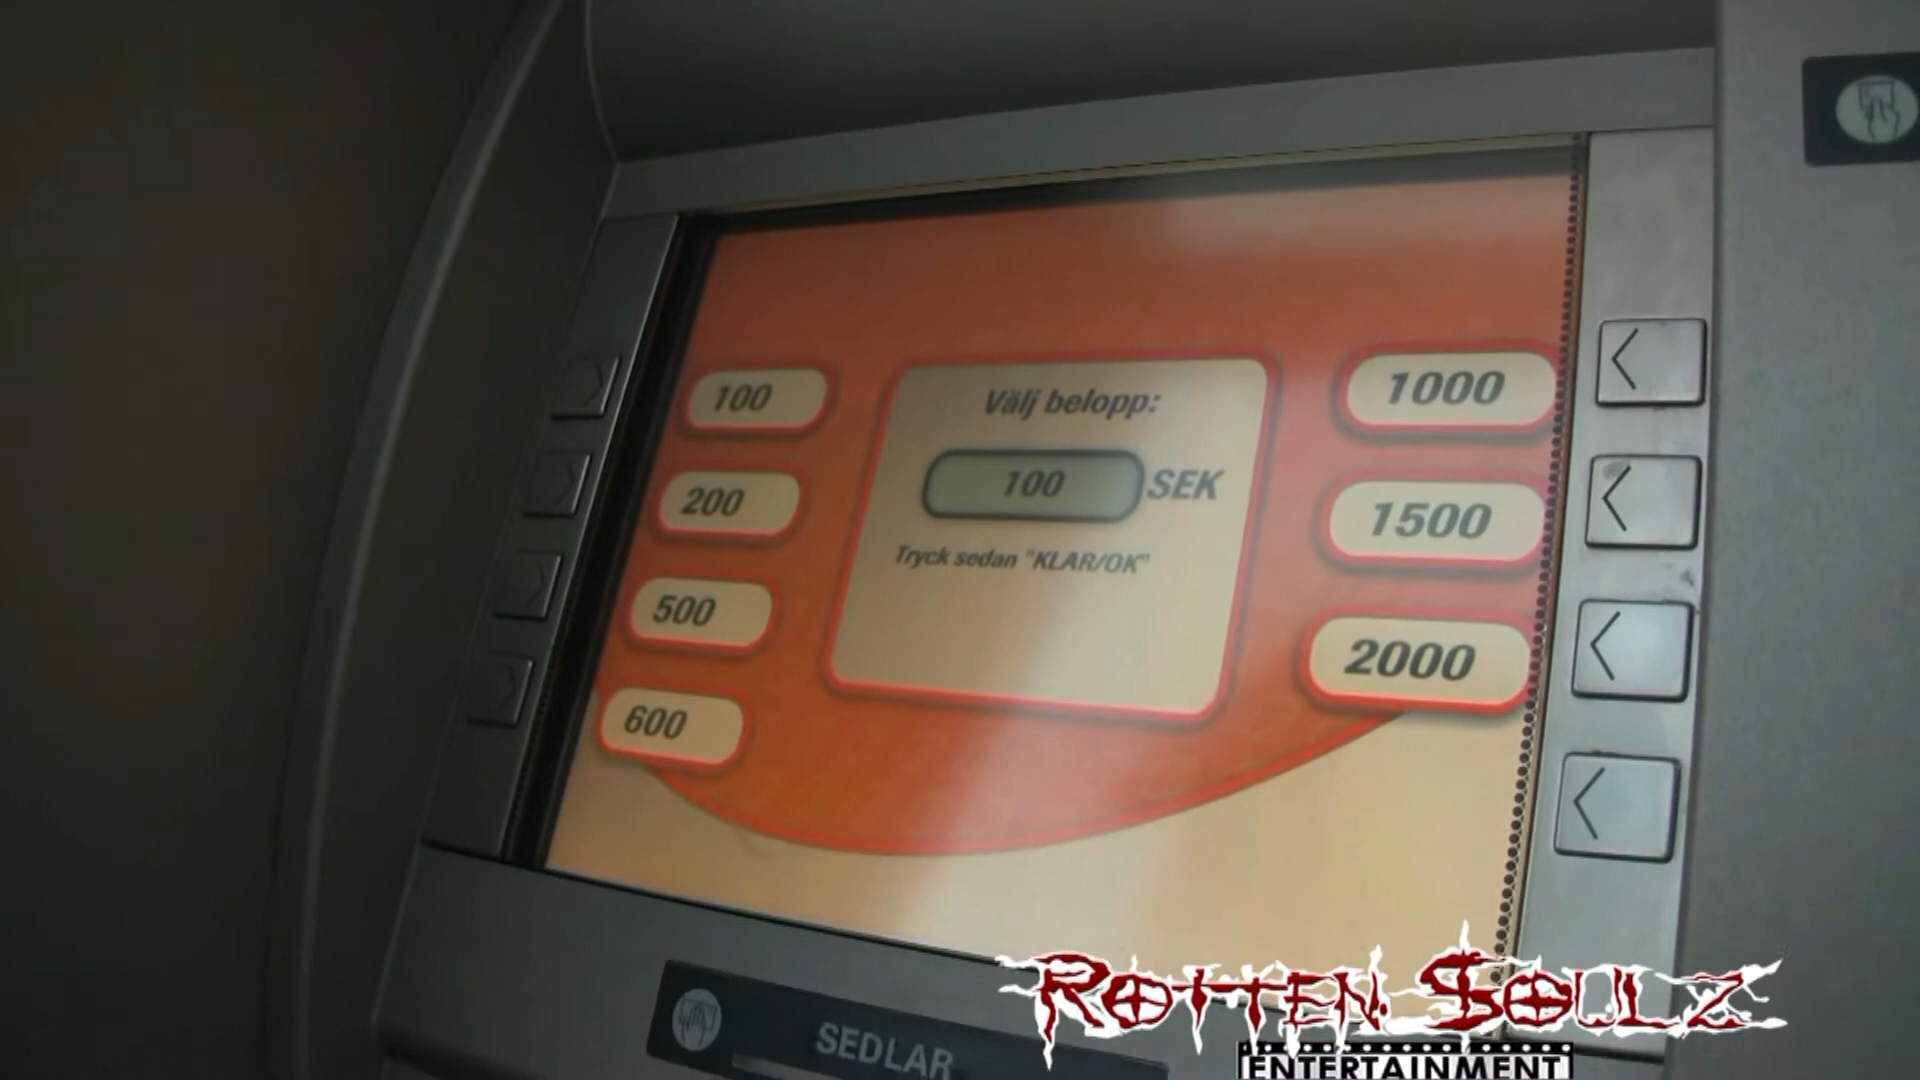 Välj belopp:
100 SEK
Tryck sedan "KLAR/OK"
100
200
500
600
1000
1500
2000
SEDLAR
ROTTEN SOULZ
ENTERTAINMENT